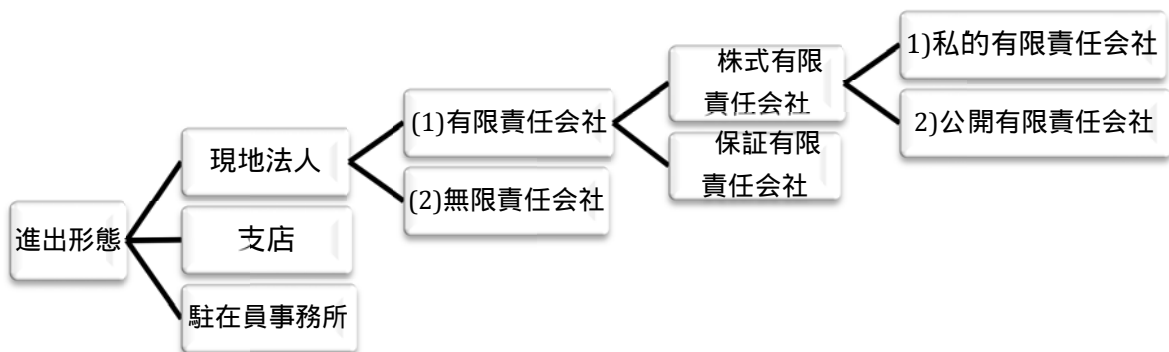 進出形態
現地法人
支店
駐在員事務所
(1)有限責任会社
(2)無限責任会社
株式有限
責任会社
保証有限
責任会社
1)私的有限責任会社
2)公開有限責任会社